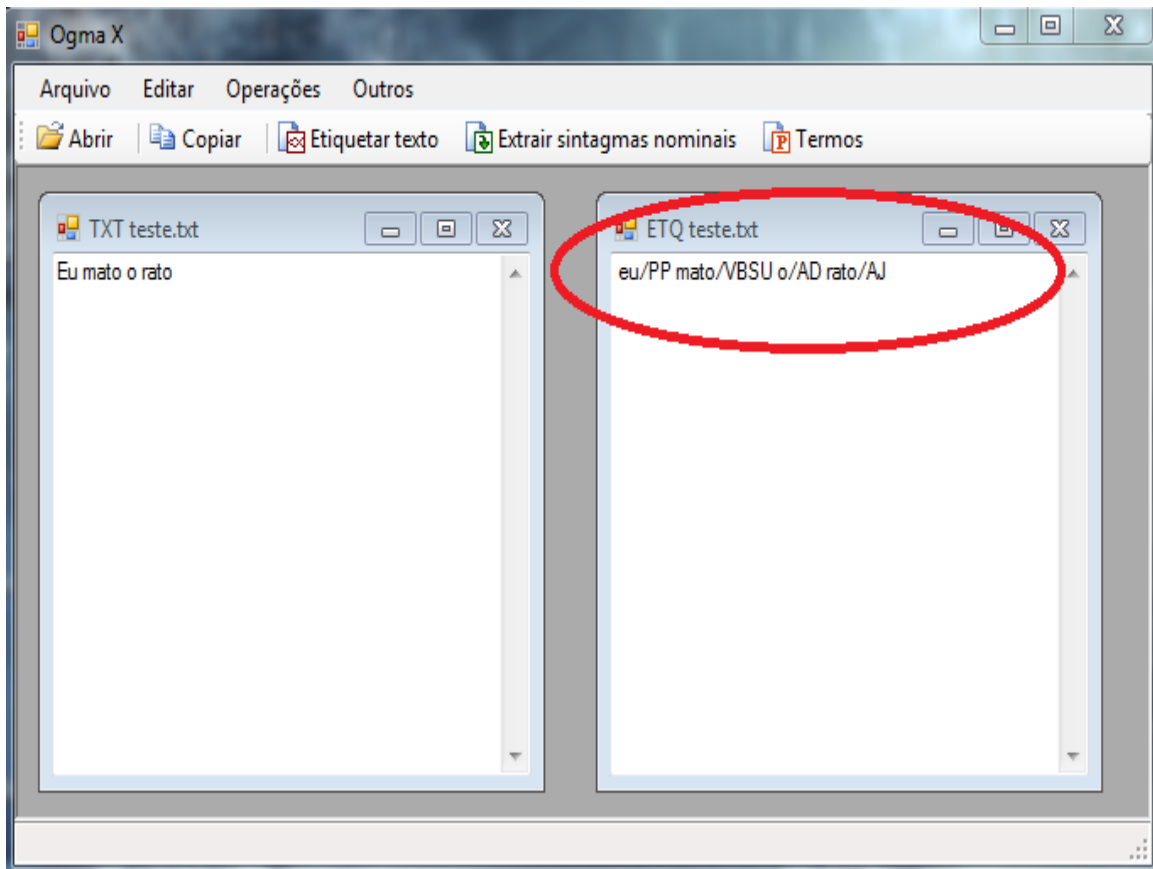 Ogma X
Arquivo Editar Operações Outros
Abrir Copiar Etiquetar texto Extrair sintagmas nominais Termos
TXT teste.txt
Eu mato o rato
ETQ teste.txt
eu/PP mato/VBSU o/AD rato/AJ